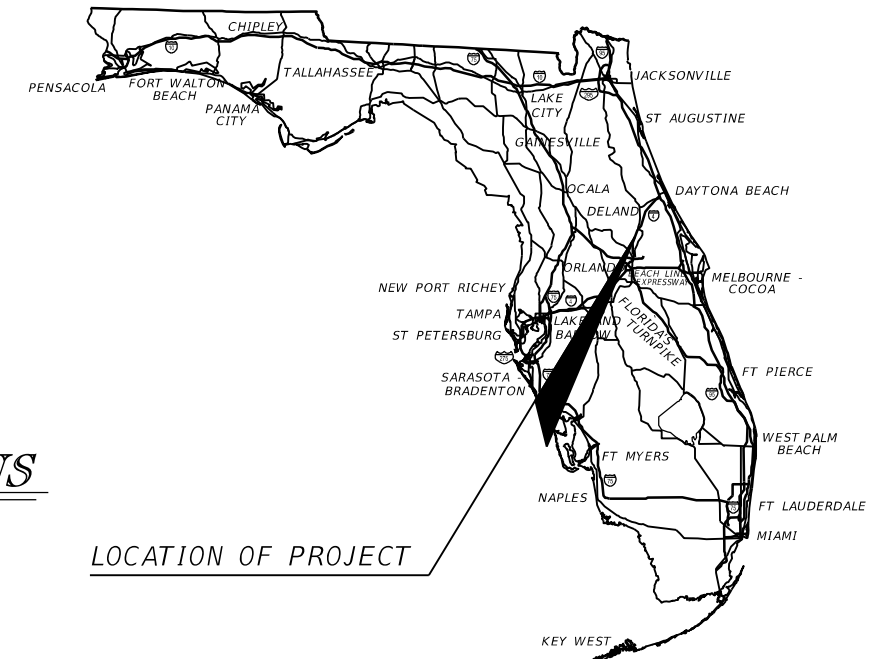 CHIPLEY
PENSACOLA
FORT WALTON
BEACH
TALLAHASSEE
PANAMA
CITY
JACKSONVILLE
LAKE
CITY
ST AUGUSTINE
GAINESVILLE
OCALA
DAYTONA BEACH
DELAND
ORLANDO
BEACH LINE
EXPRESSWAY
MELBOURNE -
COCOA
NEW PORT RICHEY
TAMPA
LAKELAND
BARTOW
ST PETERSBURG
FLORIDA'S
TURNPIKE
SARASOTA -
BRADENTON
FT PIERCE
WEST PALM
BEACH
FT MYERS
NAPLES
FT LAUDERDALE
MIAMI
LOCATION OF PROJECT
KEY WEST